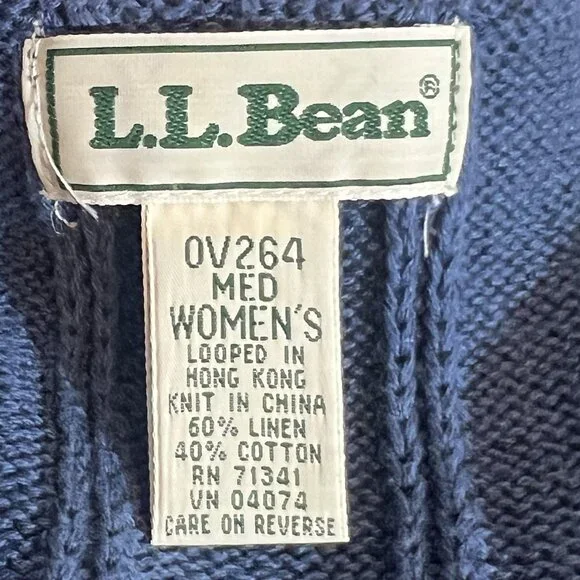 L.L.Bean®
0V264
MED
WOMEN'S
LOOPED IN
HONG KONG
KNIT IN CHINA
60% LINEN
40% COTTON
RN 71341
VN 04074
CARE ON REVERSE